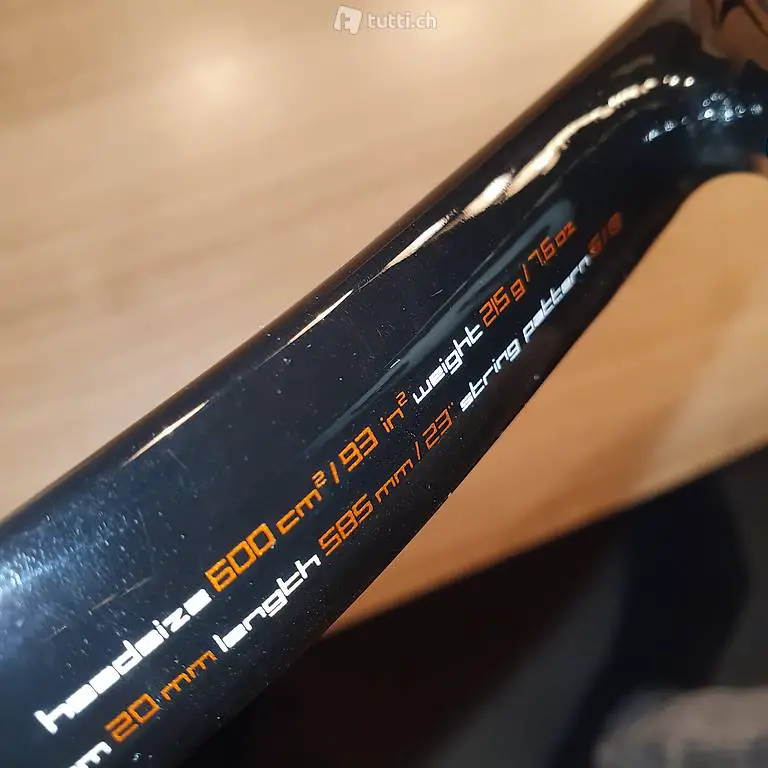 tutti.ch
headsize 600 cm² / 93 in² weight 215 g / 7.6 oz
m 20 mm length 585 mm / 23" string pattern